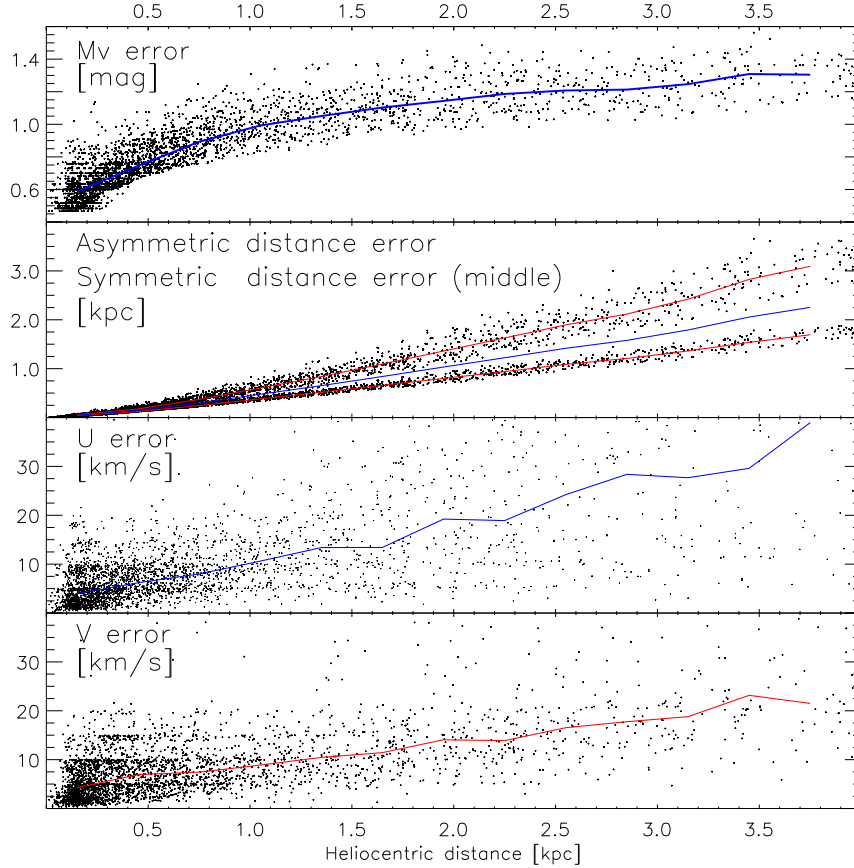 0.5 1.0 1.5 2.0 2.5 3.0 3.5
Mv error
[mag]
1.4
1.0
0.6
Asymmetric distance error
Symmetric distance error (middle)
[kpc]
3.0
2.0
1.0
U error
[km/s]
30
20
10
V error
[km/s]
30
20
10
0.5 1.0 1.5 2.0 2.5 3.0 3.5
Heliocentric distance [kpc]